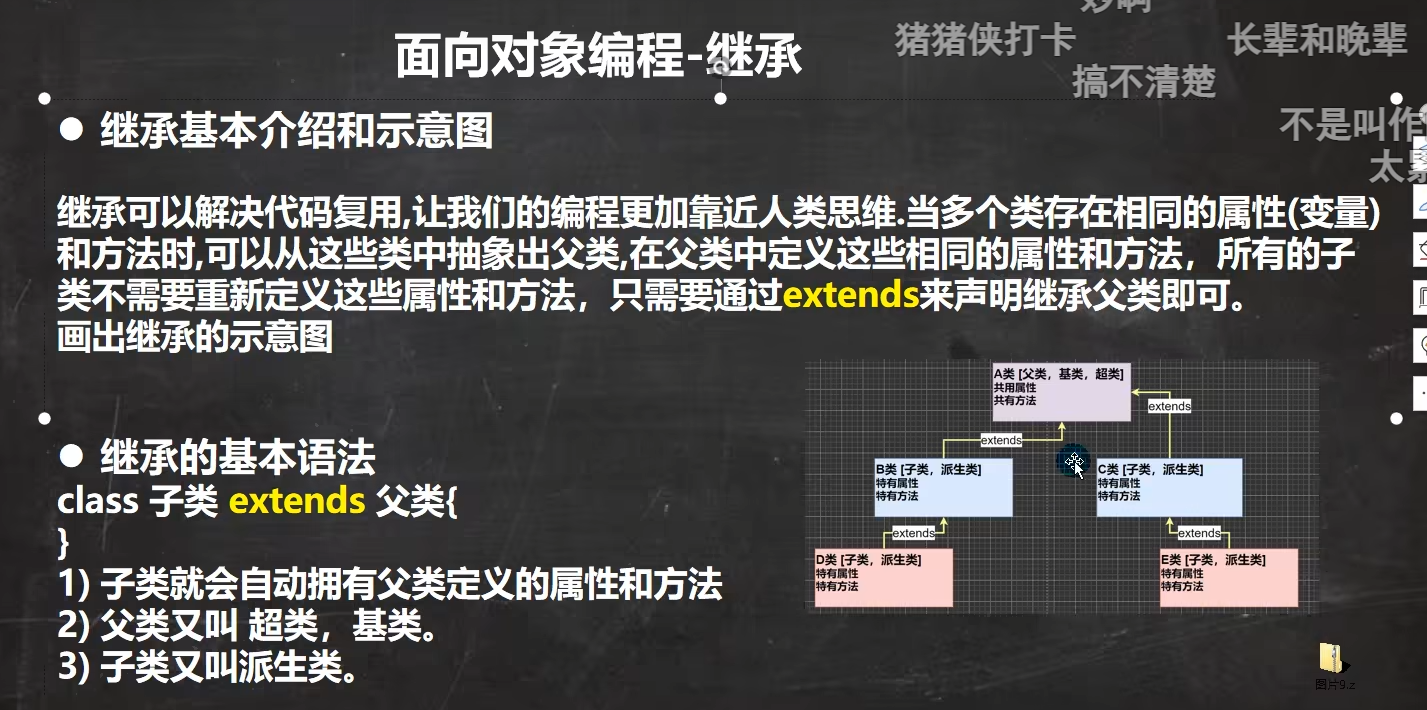 妙啊
猪猪侠打卡
长辈和晚辈
面向对象编程-继承
搞不清楚
不是叫作
太累
● 继承基本介绍和示意图
继承可以解决代码复用,让我们的编程更加靠近人类思维.当多个类存在相同的属性(变量)
和方法时,可以从这些类中抽象出父类,在父类中定义这些相同的属性和方法，所有的子
类不需要重新定义这些属性和方法，只需要通过extends来声明继承父类即可。
画出继承的示意图
A类 [父类，基类，超类]
共用属性
共有方法
extends
extends
B类 [子类，派生类]
特有属性
特有方法
C类 [子类，派生类]
特有属性
特有方法
extends
extends
D类 [子类，派生类]
特有属性
特有方法
E类 [子类，派生类]
特有属性
特有方法
● 继承的基本语法
class 子类 extends 父类{
}
1) 子类就会自动拥有父类定义的属性和方法
2) 父类又叫 超类，基类。
3) 子类又叫派生类。
图片9.z